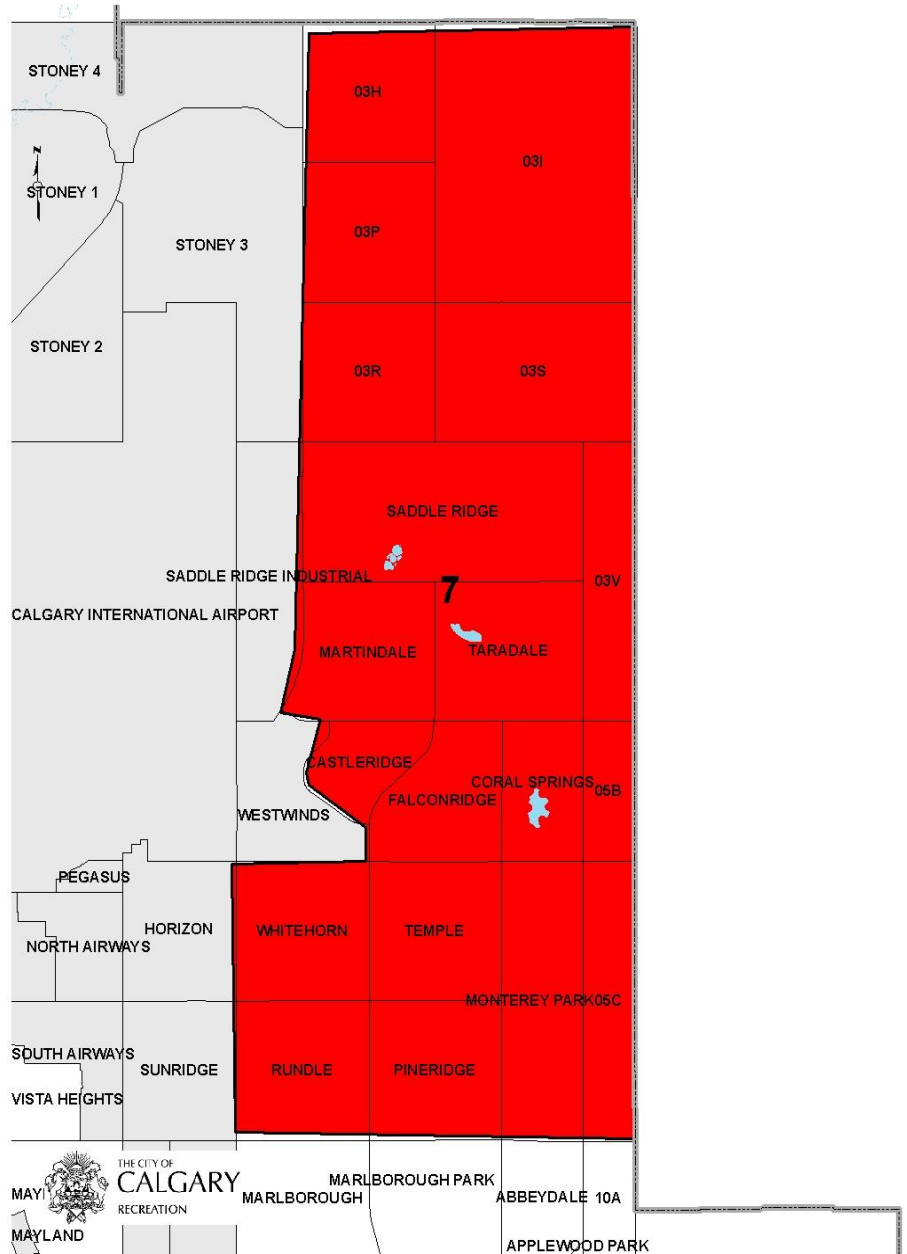 STONEY 4
03H
03I
N
STONEY 1
03P
STONEY 3
STONEY 2
03R
03S
SADDLE RIDGE
SADDLE RIDGE INDUSTRIAL
7
03V
CALGARY INTERNATIONAL AIRPORT
MARTINDALE
TARADALE
CASTLERIDGE
CORAL SPRINGS
05B
FALCONRIDGE
WESTWINDS
PEGASUS
HORIZON
WHITEHORN
TEMPLE
NORTH AIRWAYS
MONTEREY PARK
05C
SOUTH AIRWAYS
SUNRIDGE
RUNDLE
PINERIDGE
VISTA HEIGHTS
THE CITY OF
CALGARY
RECREATION
MARLBOROUGH PARK
MARLBOROUGH
ABBEYDALE
10A
MAYLAND
APPLEWOOD PARK